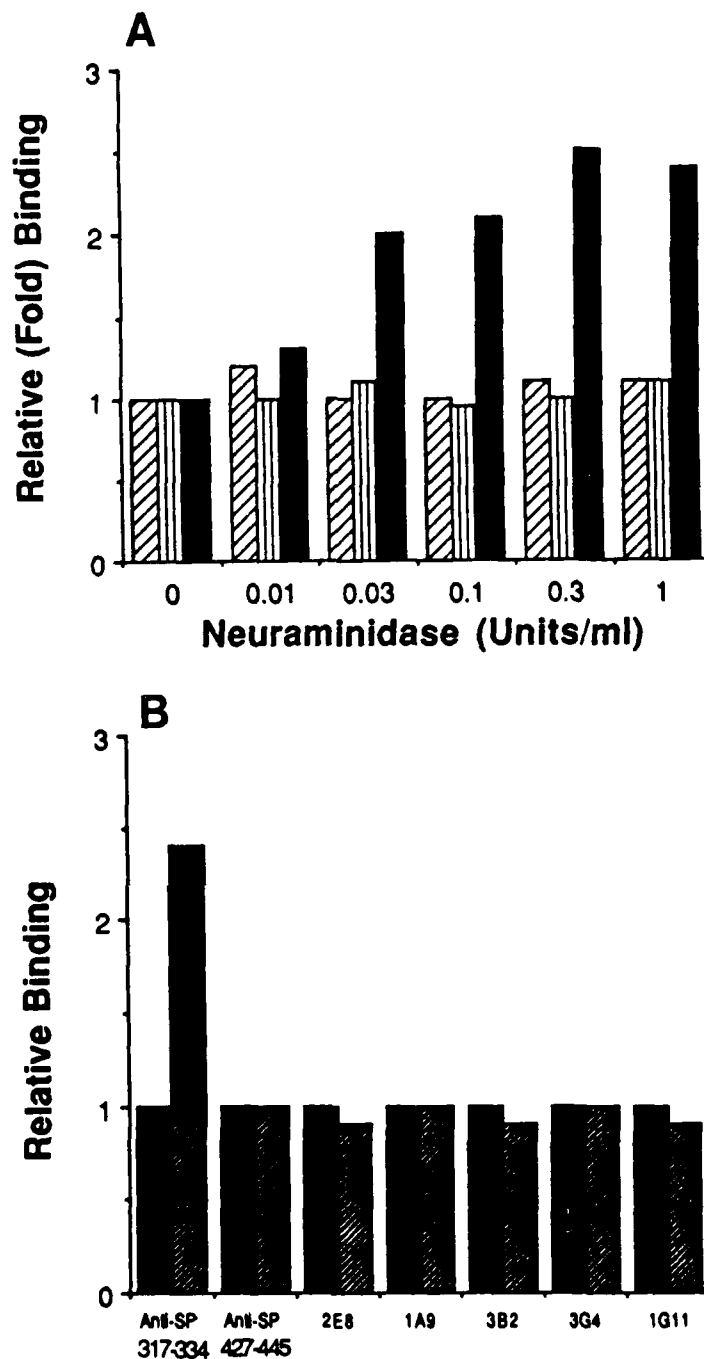 A
Relative (Fold) Binding
3
2
1
0
0 0.01 0.03 0.1 0.3 1
Neuraminidase (Units/ml)
B
Relative Binding
3
2
1
0
Anti-SP 317-334
Anti-SP 427-445
2E8
1A9
3B2
3G4
1G11